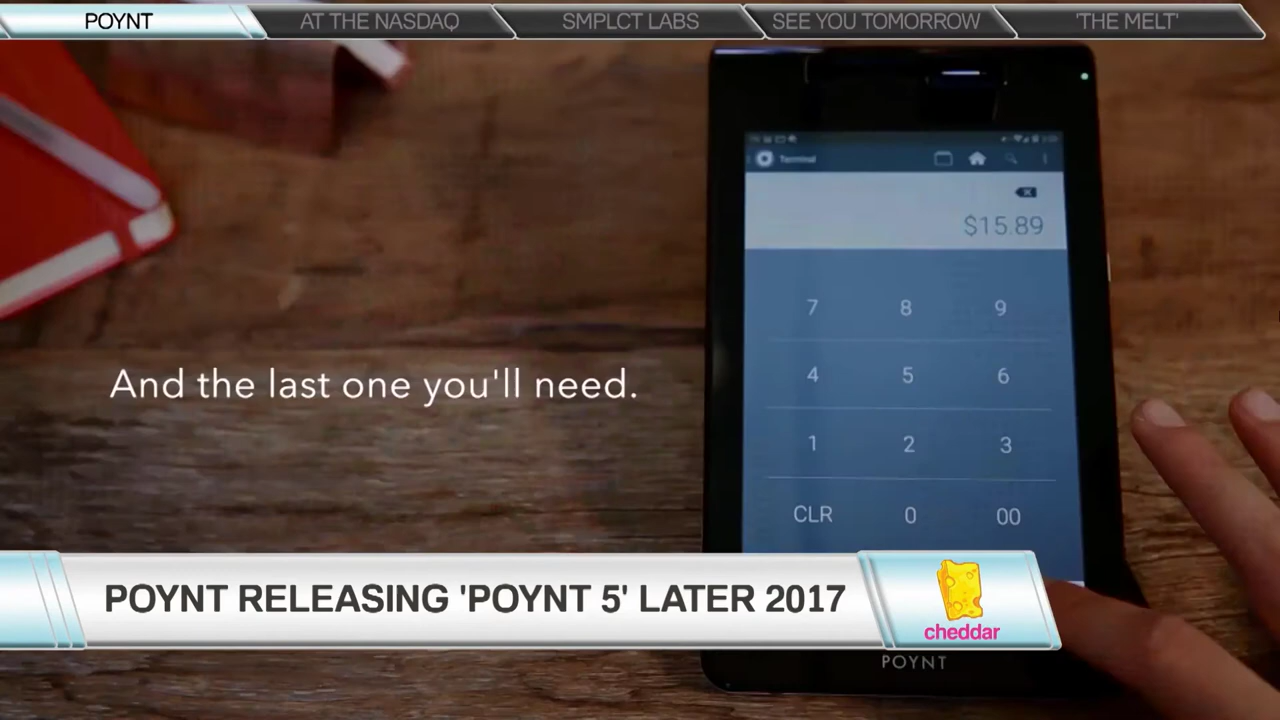 POYNT
AT THE NASDAQ
SMPLCT LABS
SEE YOU TOMORROW
'THE MELT'
Terminal
$15.89
7 8 9
And the last one you'll need.
4 5 6
1 2 3
CLR 0 00
POYNT RELEASING 'POYNT 5' LATER 2017
cheddar
POYNT